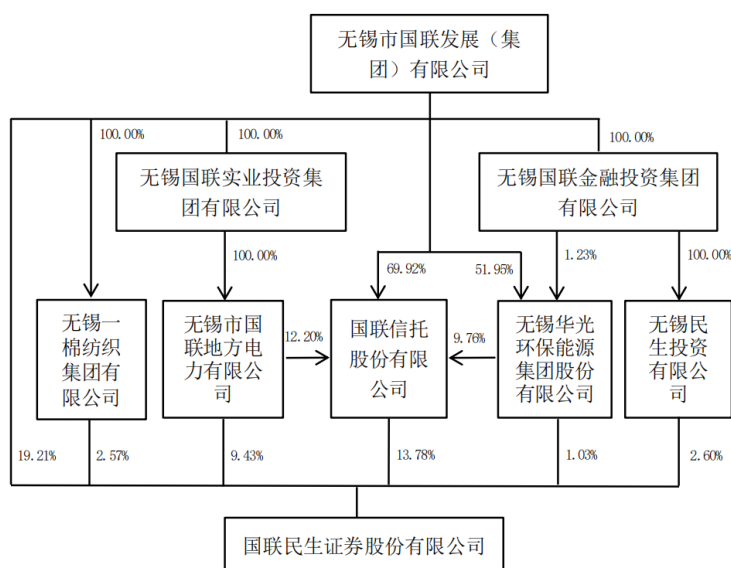 无锡市国联发展（集
团）有限公司
100.00%
100.00%
100.00%
无锡国联实业投资集
团有限公司
无锡国联金融投资集团
有限公司
100.00%
69.92%
51.95%
1.23%
100.00%
无锡一
棉纺织
集团有
限公司
无锡市国
联地方电
力有限公
司
12.20%
国联信托
股份有限
公司
9.76%
无锡华光
环保能源
集团股份
有限公司
无锡民
生投资
有限公
司
19.21%
2.57%
9.43%
13.78%
1.03%
2.60%
国联民生证券股份有限公司